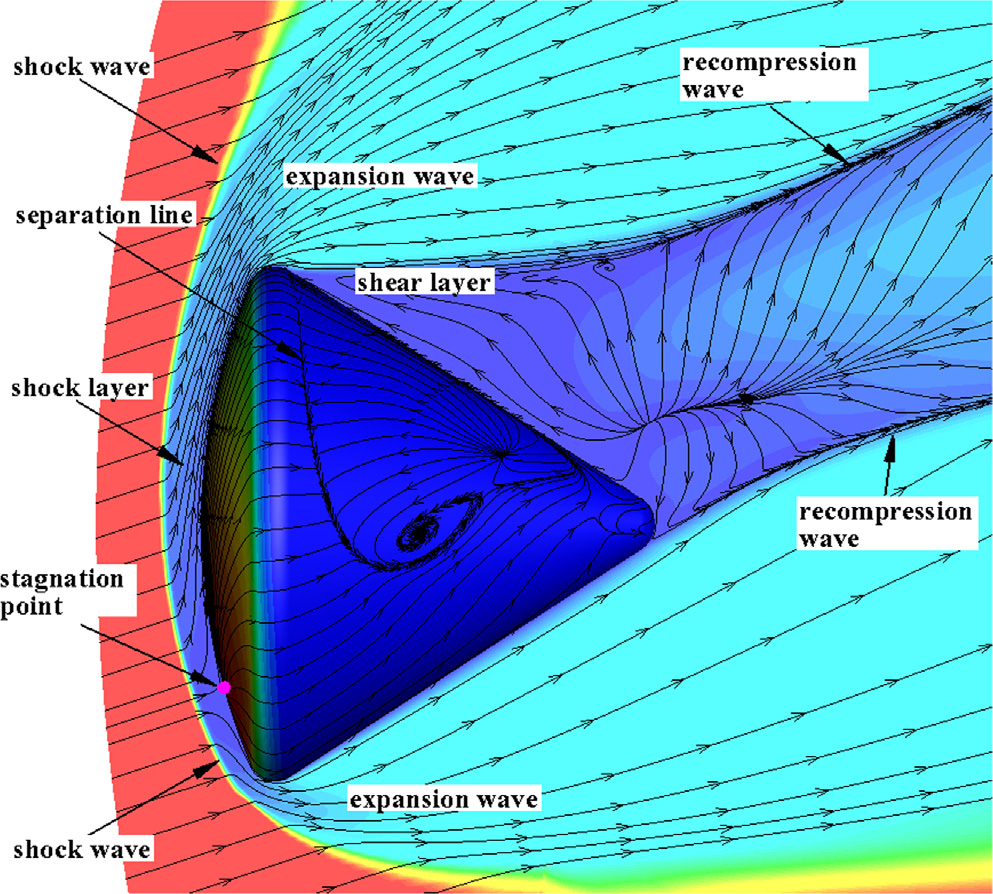 shock wave
recompression
wave
expansion wave
separation line
shear layer
shock layer
recompression
wave
stagnation
point
expansion wave
shock wave